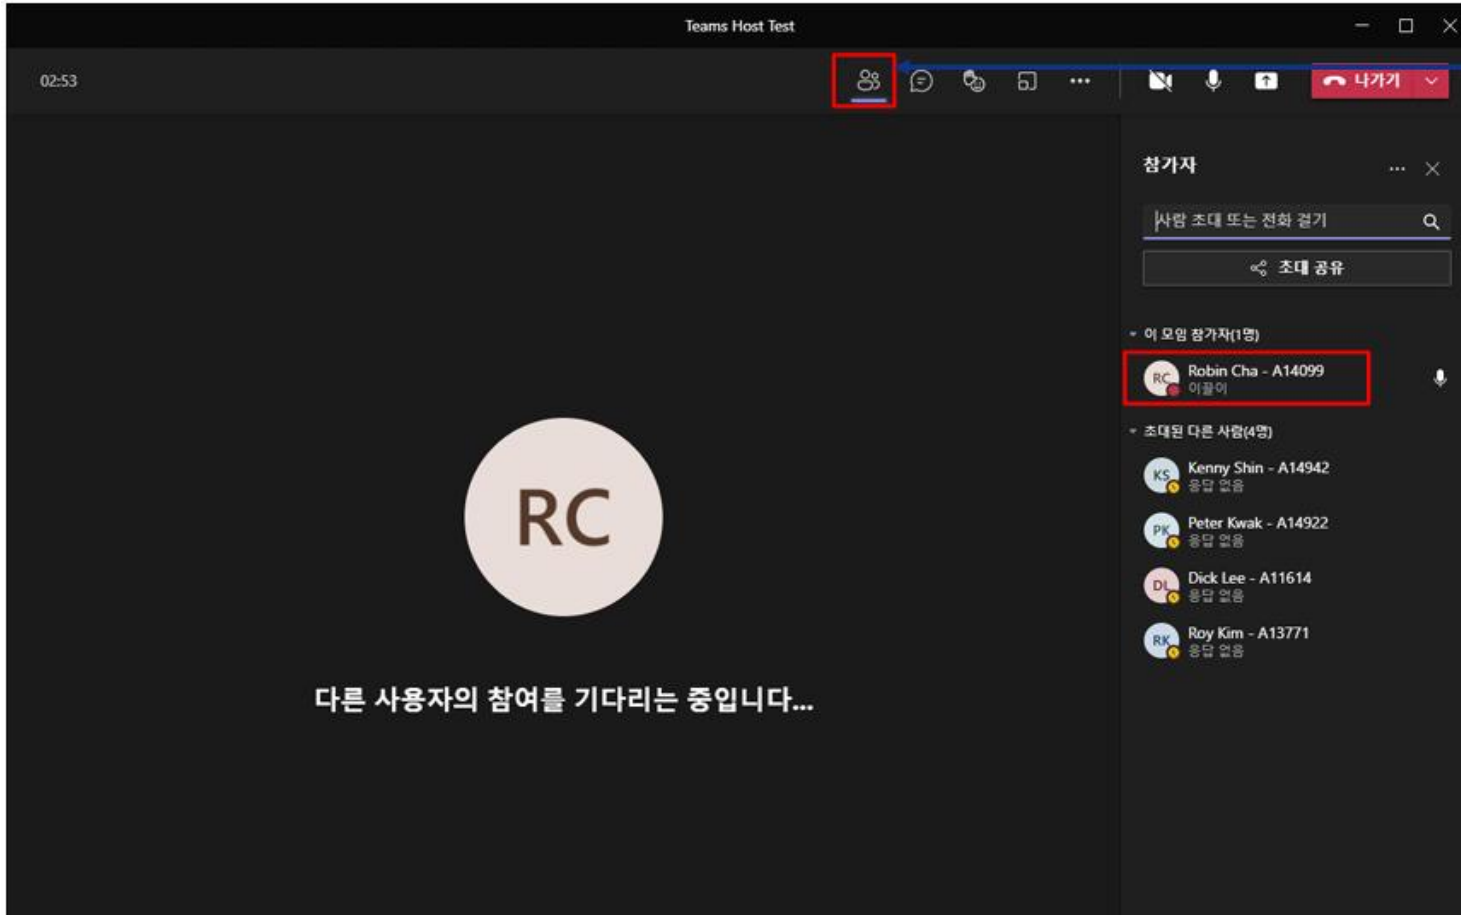 Teams Host Test
02:53
나가기
참가자
사람 초대 또는 전화 걸기
초대 공유
이 모임 참가자(1명)
RC
Robin Cha - A14099
이끌이
초대된 다른 사람(4명)
KS
Kenny Shin - A14942
응답 없음
PK
Peter Kwak - A14922
응답 없음
DL
Dick Lee - A11614
응답 없음
RK
Roy Kim - A13771
응답 없음
RC
다른 사용자의 참여를 기다리는 중입니다...